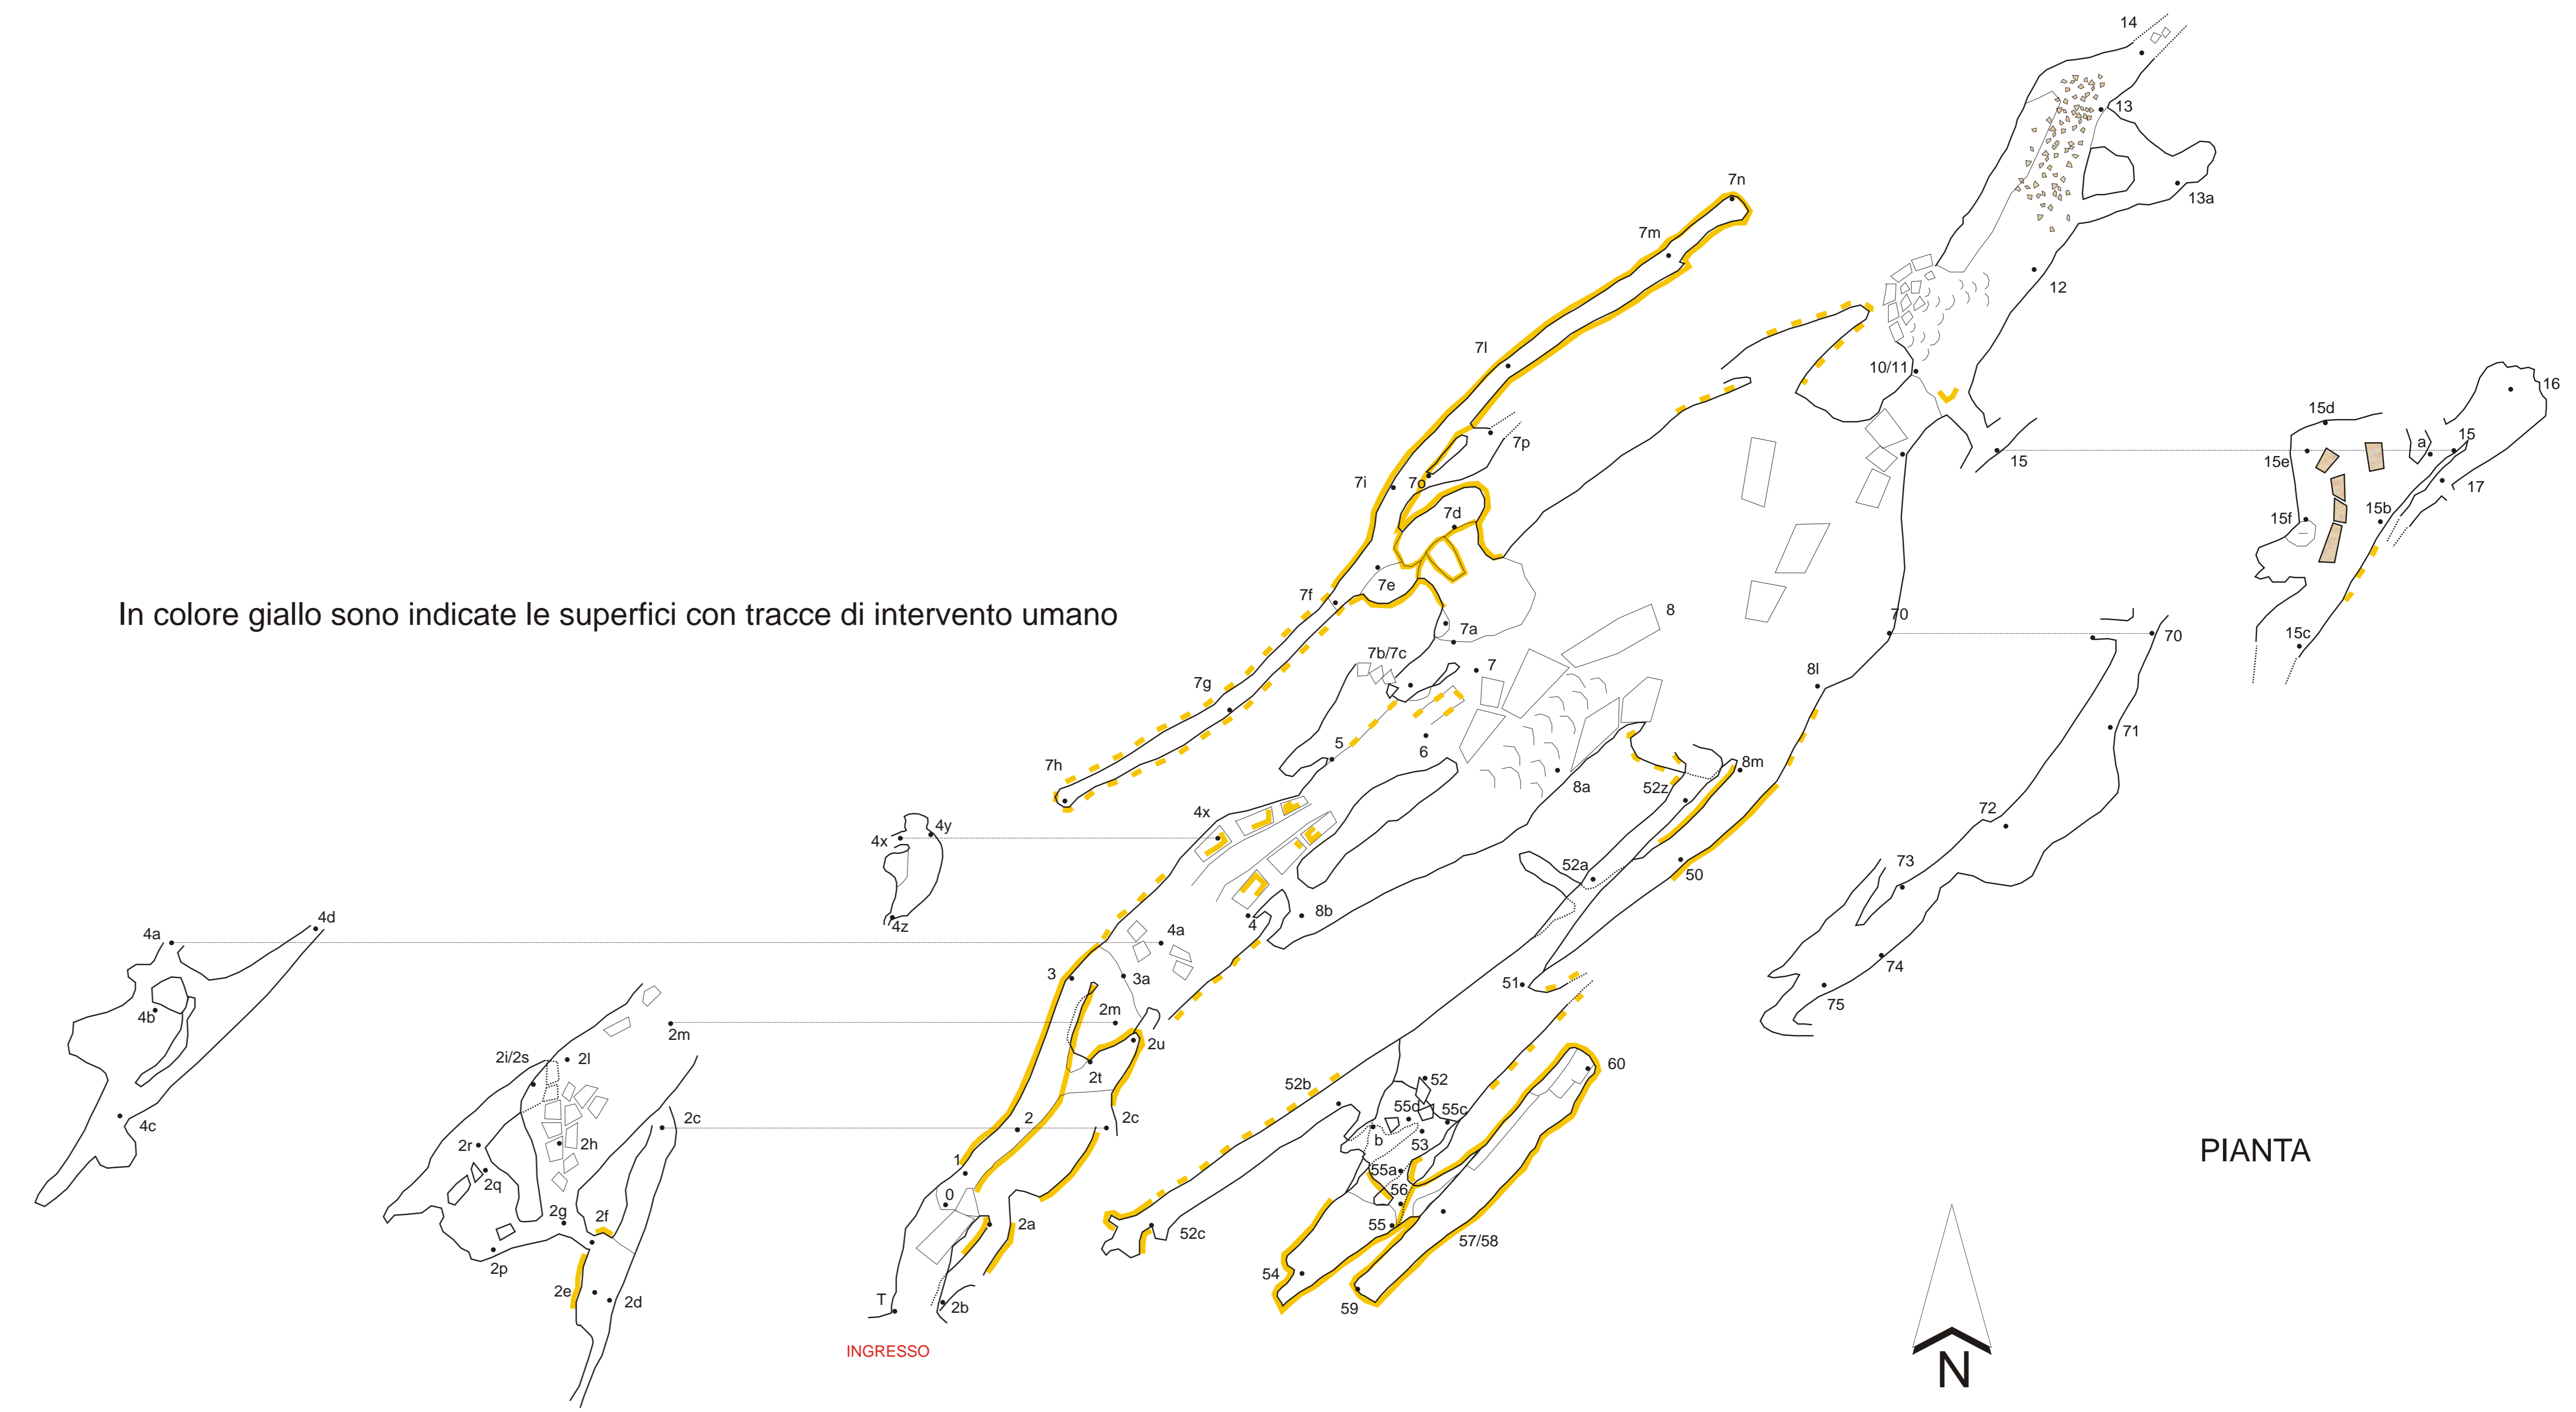 14
13
13a
7n
7m
12
7l
10/11
16
15d
7p
a
15
15
15e
7i
7o
17
7d
15f
15b
7e
7f
In colore giallo sono indicate le superfici con tracce di intervento umano
8
70
7a
70
15c
7b/7c
7
8l
7g
71
5
6
7h
8m
8a
52z
4x
72
4y
4x
73
52a
50
4d
4z
8b
4
4a
4a
74
3
3a
51
75
4b
2m
2m
2u
2i/2s
2l
60
2t
52b
52
55d
55c
4c
2c
2
2c
2r
2h
b
53
PIANTA
1
55a
2q
0
56
2g
2f
2a
55
52c
57/58
2p
54
2e
2d
T
2b
59
INGRESSO
N